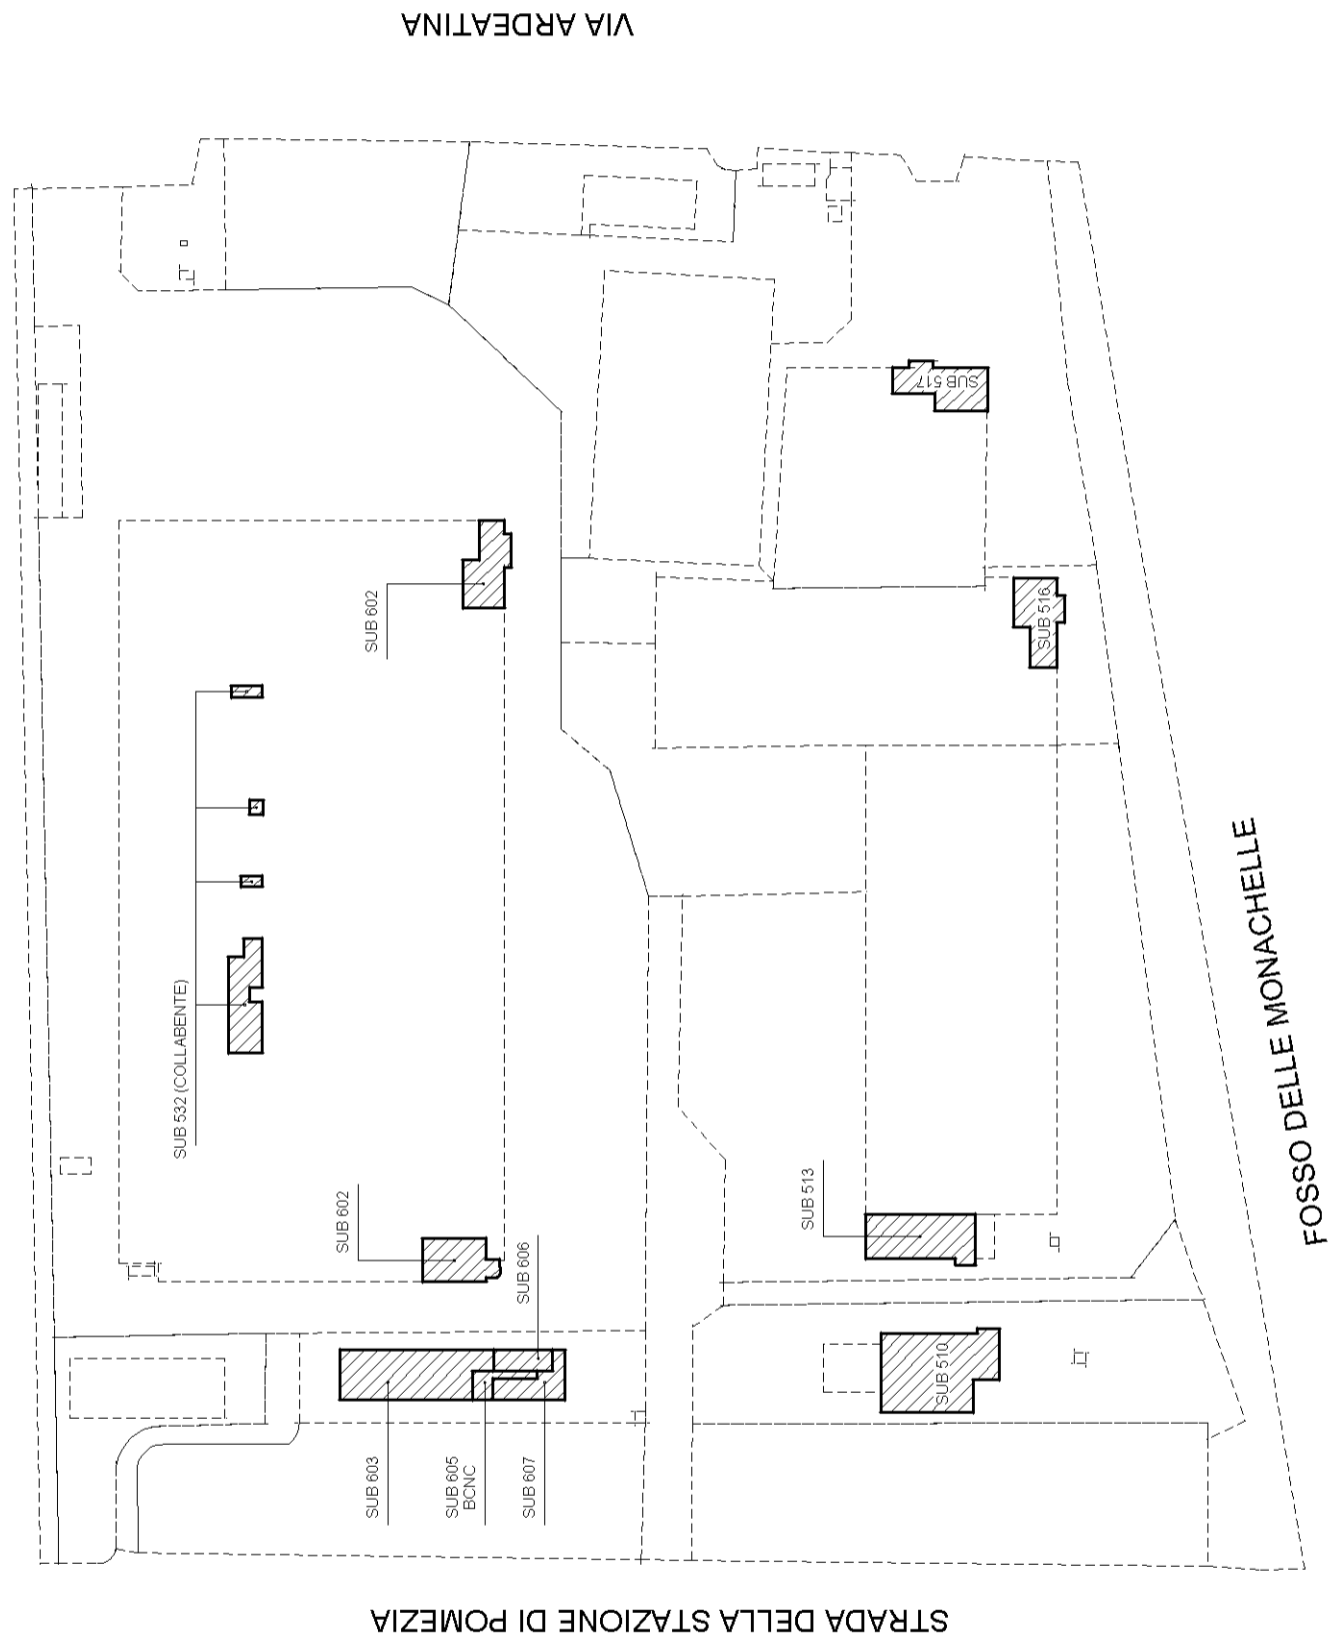 VIA ARDEATINA
SUB 517
SUB 602
SUB 516
SUB 532 (COLLABENTE)
FOSSO DELLE MONACHELLE
SUB 602
SUB 513
SUB 606
SUB 510
SUB 603
SUB 605
BCNC
SUB 607
STRADA DELLA STAZIONE DI POMEZIA